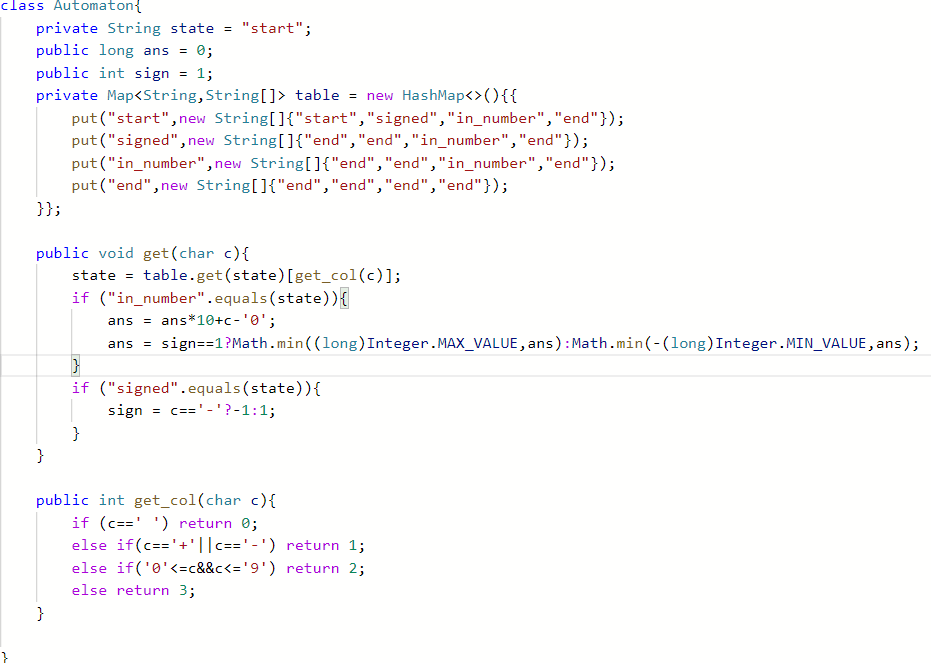 class Automaton{
    private String state = "start";
    public long ans = 0;
    public int sign = 1;
    private Map<String,String[]> table = new HashMap<>(){{
        put("start",new String[]{"start","signed","in_number","end"});
        put("signed",new String[]{"end","end","in_number","end"});
        put("in_number",new String[]{"end","end","in_number","end"});
        put("end",new String[]{"end","end","end","end"});
    }};

    public void get(char c){
        state = table.get(state)[get_col(c)];
        if ("in_number".equals(state)){
            ans = ans*10+c-'0';
            ans = sign==1?Math.min((long)Integer.MAX_VALUE,ans):Math.min(-(long)Integer.MIN_VALUE,ans);
        }
        if ("signed".equals(state)){
            sign = c=='-'?-1:1;
        }
    }

    public int get_col(char c){
        if (c==' ') return 0;
        else if(c=='+'||c=='-') return 1;
        else if('0'<=c&&c<='9') return 2;
        else return 3;
    }

}